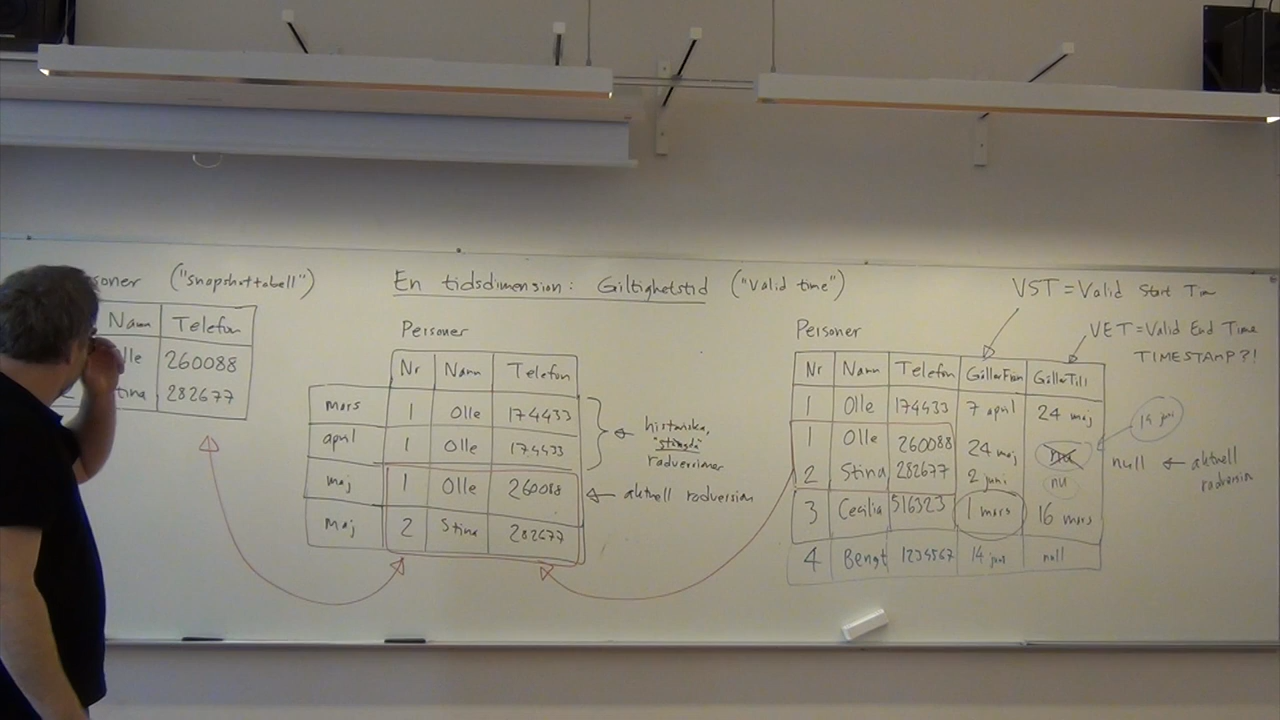 soner ("Snapshottabell")
Namn Telefon
lle 260088
tina 282677
En tidsdimension: Giltighetstid ("Valid time")
Personer
Nr Namn Telefon
mars 1 Olle 174433
april 1 Olle 174433
maj 1 Olle 260088
maj 2 Stina 282677
historiska,
"stängda"
radversioner
aktuell radversion
VST = Valid Start Tim
VET = Valid End Time
TIMESTAMP?!
Personer
Nr Namn Telefon GällerFrån GällerTill
1 Olle 174433 7 april 24 maj
1 Olle 260088 24 maj
2 Stina 282677 2 juni nu
3 Cecilia 516323 1 mars 16 mars
4 Bengt 1234567 14 juni null
14 juni
null aktuell
radversion